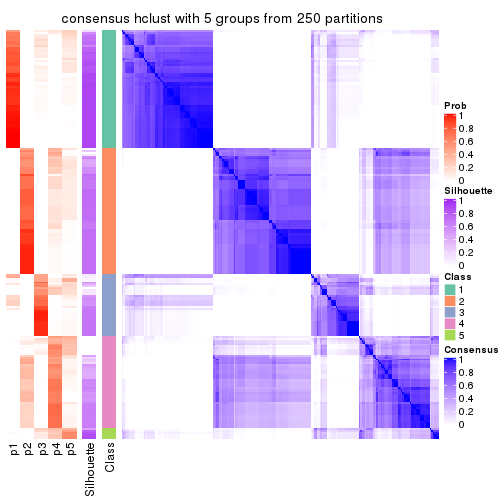 consensus hclust with 5 groups from 250 partitions
Prob
1
0.8
0.6
0.4
0.2
0
Silhouette
1
0.8
0.6
0.4
0.2
0
Class
1
2
3
4
5
Consensus
1
0.8
0.6
0.4
0.2
0
p1
p2
p3
p4
p5
Silhouette
Class